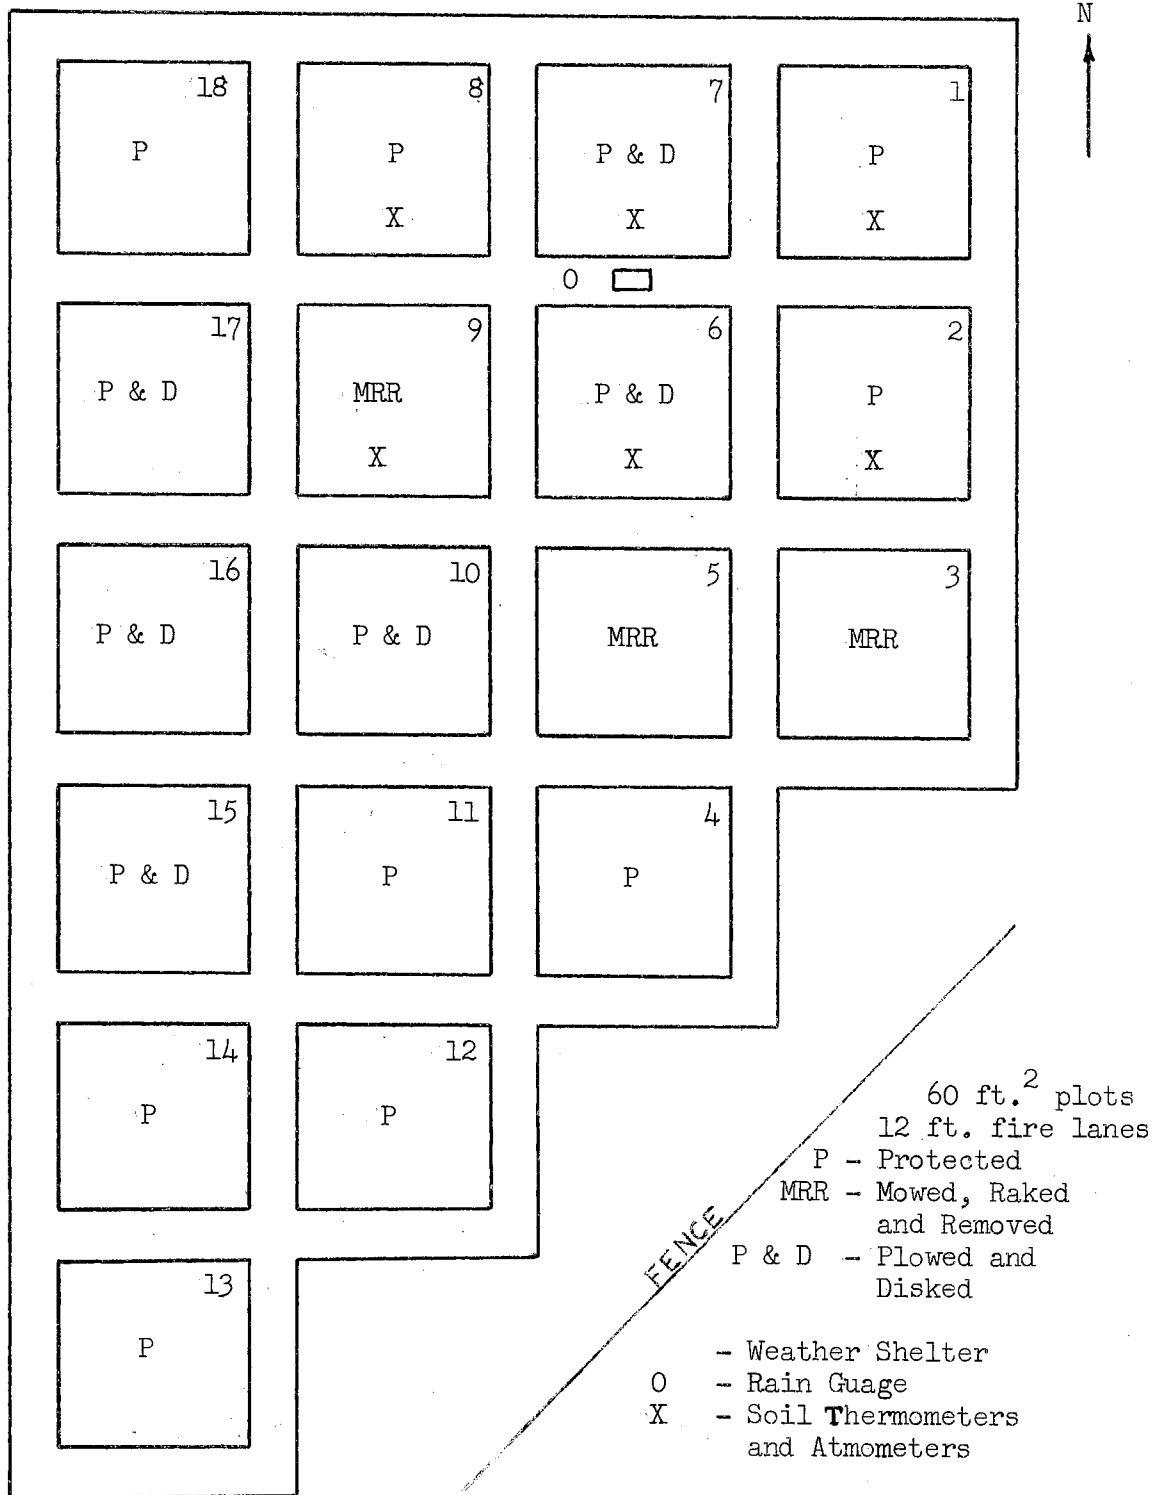 N
18
8
7
1
P
P
P & D
P
X
X
X
O
17
9
6
2
P & D
MRR
P & D
P
X
X
X
16
10
5
3
P & D
P & D
MRR
MRR
15
11
4
P & D
P
P
14
12
P
P
13
P
FENCE
60 ft.² plots
12 ft. fire lanes
P - Protected
MRR - Mowed, Raked
and Removed
P & D - Plowed and
Disked
- Weather Shelter
O - Rain Guage
X - Soil Thermometers
and Atmometers